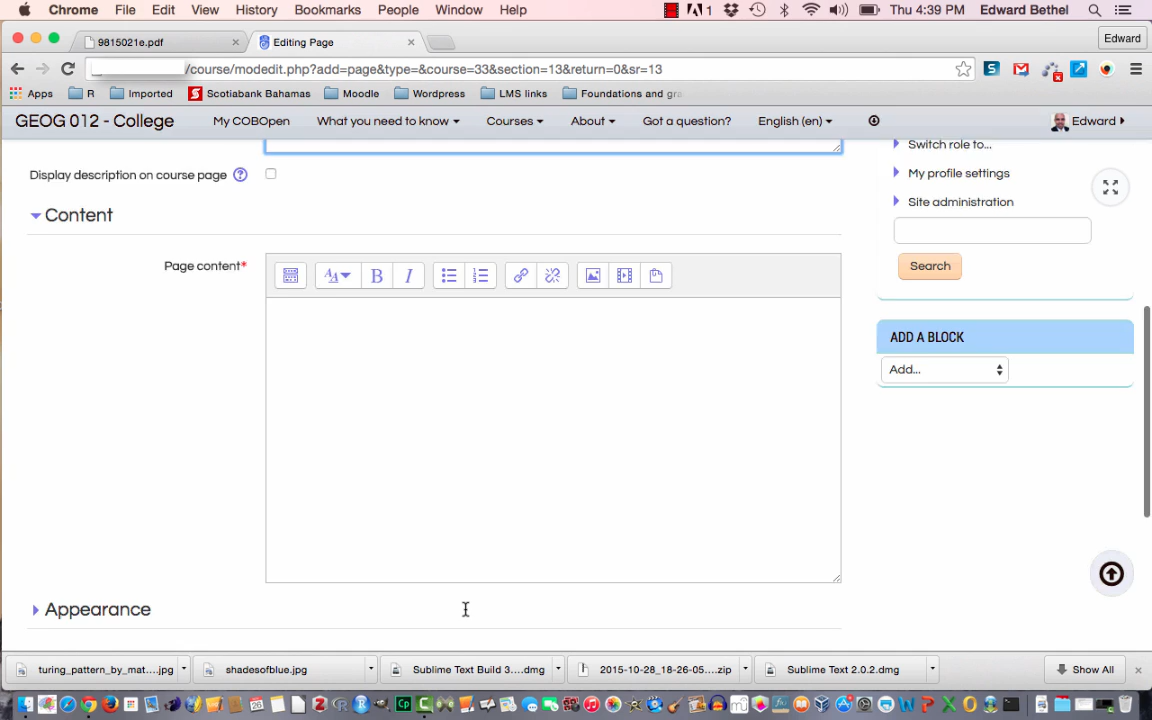 Chrome File Edit View History Bookmarks People Window Help 1 Thu 4:39 PM Edward Bethel
9815021e.pdf Editing Page Edward
/course/modedit.php?add=page&type=&course=33&section=13&return=0&sr=13
Apps R Imported Scotiabank Bahamas Moodle Wordpress LMS links Foundations and gra
GEOG 012 - College My COBOpen What you need to know Courses About Got a question? English (en) Edward
Switch role to...
Display description on course page ?
My profile settings
Site administration
Content
Page content*
Search
ADD A BLOCK
Add...
Appearance
turing_pattern_by_mat....jpg shadesofblue.jpg Sublime Text Build 3....dmg 2015-10-28_18-26-05....zip Sublime Text 2.0.2.dmg Show All